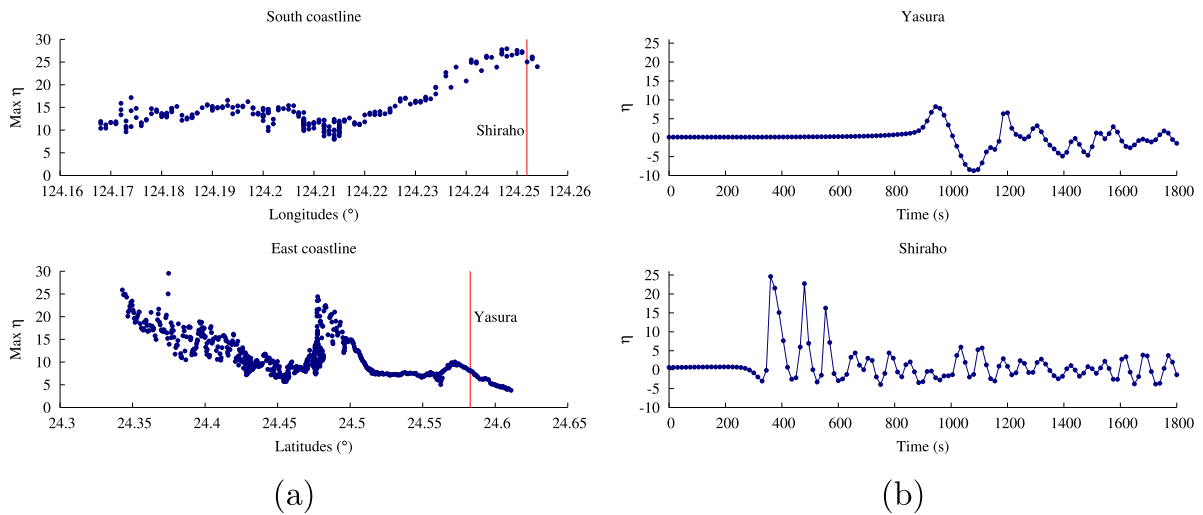 South coastline
30
25
20
15
10
5
0
Max η
Shiraho
124.16 124.17 124.18 124.19 124.2 124.21 124.22 124.23 124.24 124.25 124.26
Longitudes (°)
East coastline
30
25
20
15
10
5
0
Max η
Yasura
24.3 24.35 24.4 24.45 24.5 24.55 24.6 24.65
Latitudes (°)
(a)
Yasura
25
20
15
10
5
0
-5
-10
η
0 200 400 600 800 1000 1200 1400 1600 1800
Time (s)
Shiraho
25
20
15
10
5
0
-5
-10
η
0 200 400 600 800 1000 1200 1400 1600 1800
Time (s)
(b)